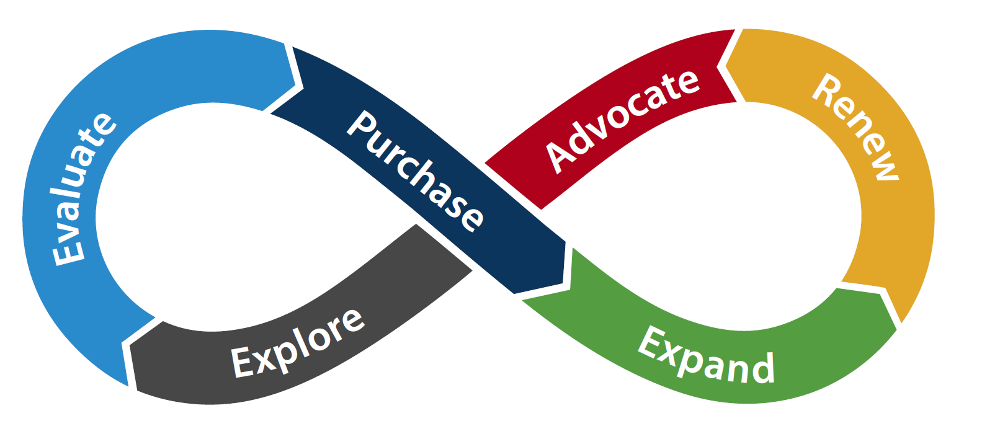 Explore
Evaluate
Purchase
Expand
Renew
Advocate